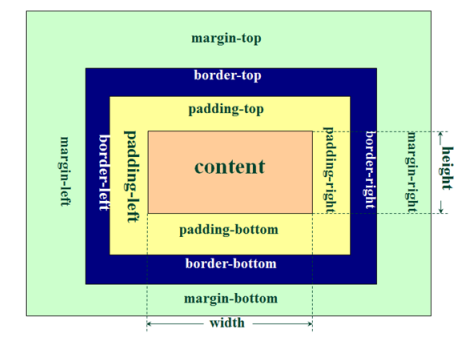 margin-top
border-top
padding-top
margin-left
border-left
padding-left
content
padding-right
border-right
margin-right
height
padding-bottom
border-bottom
margin-bottom
width